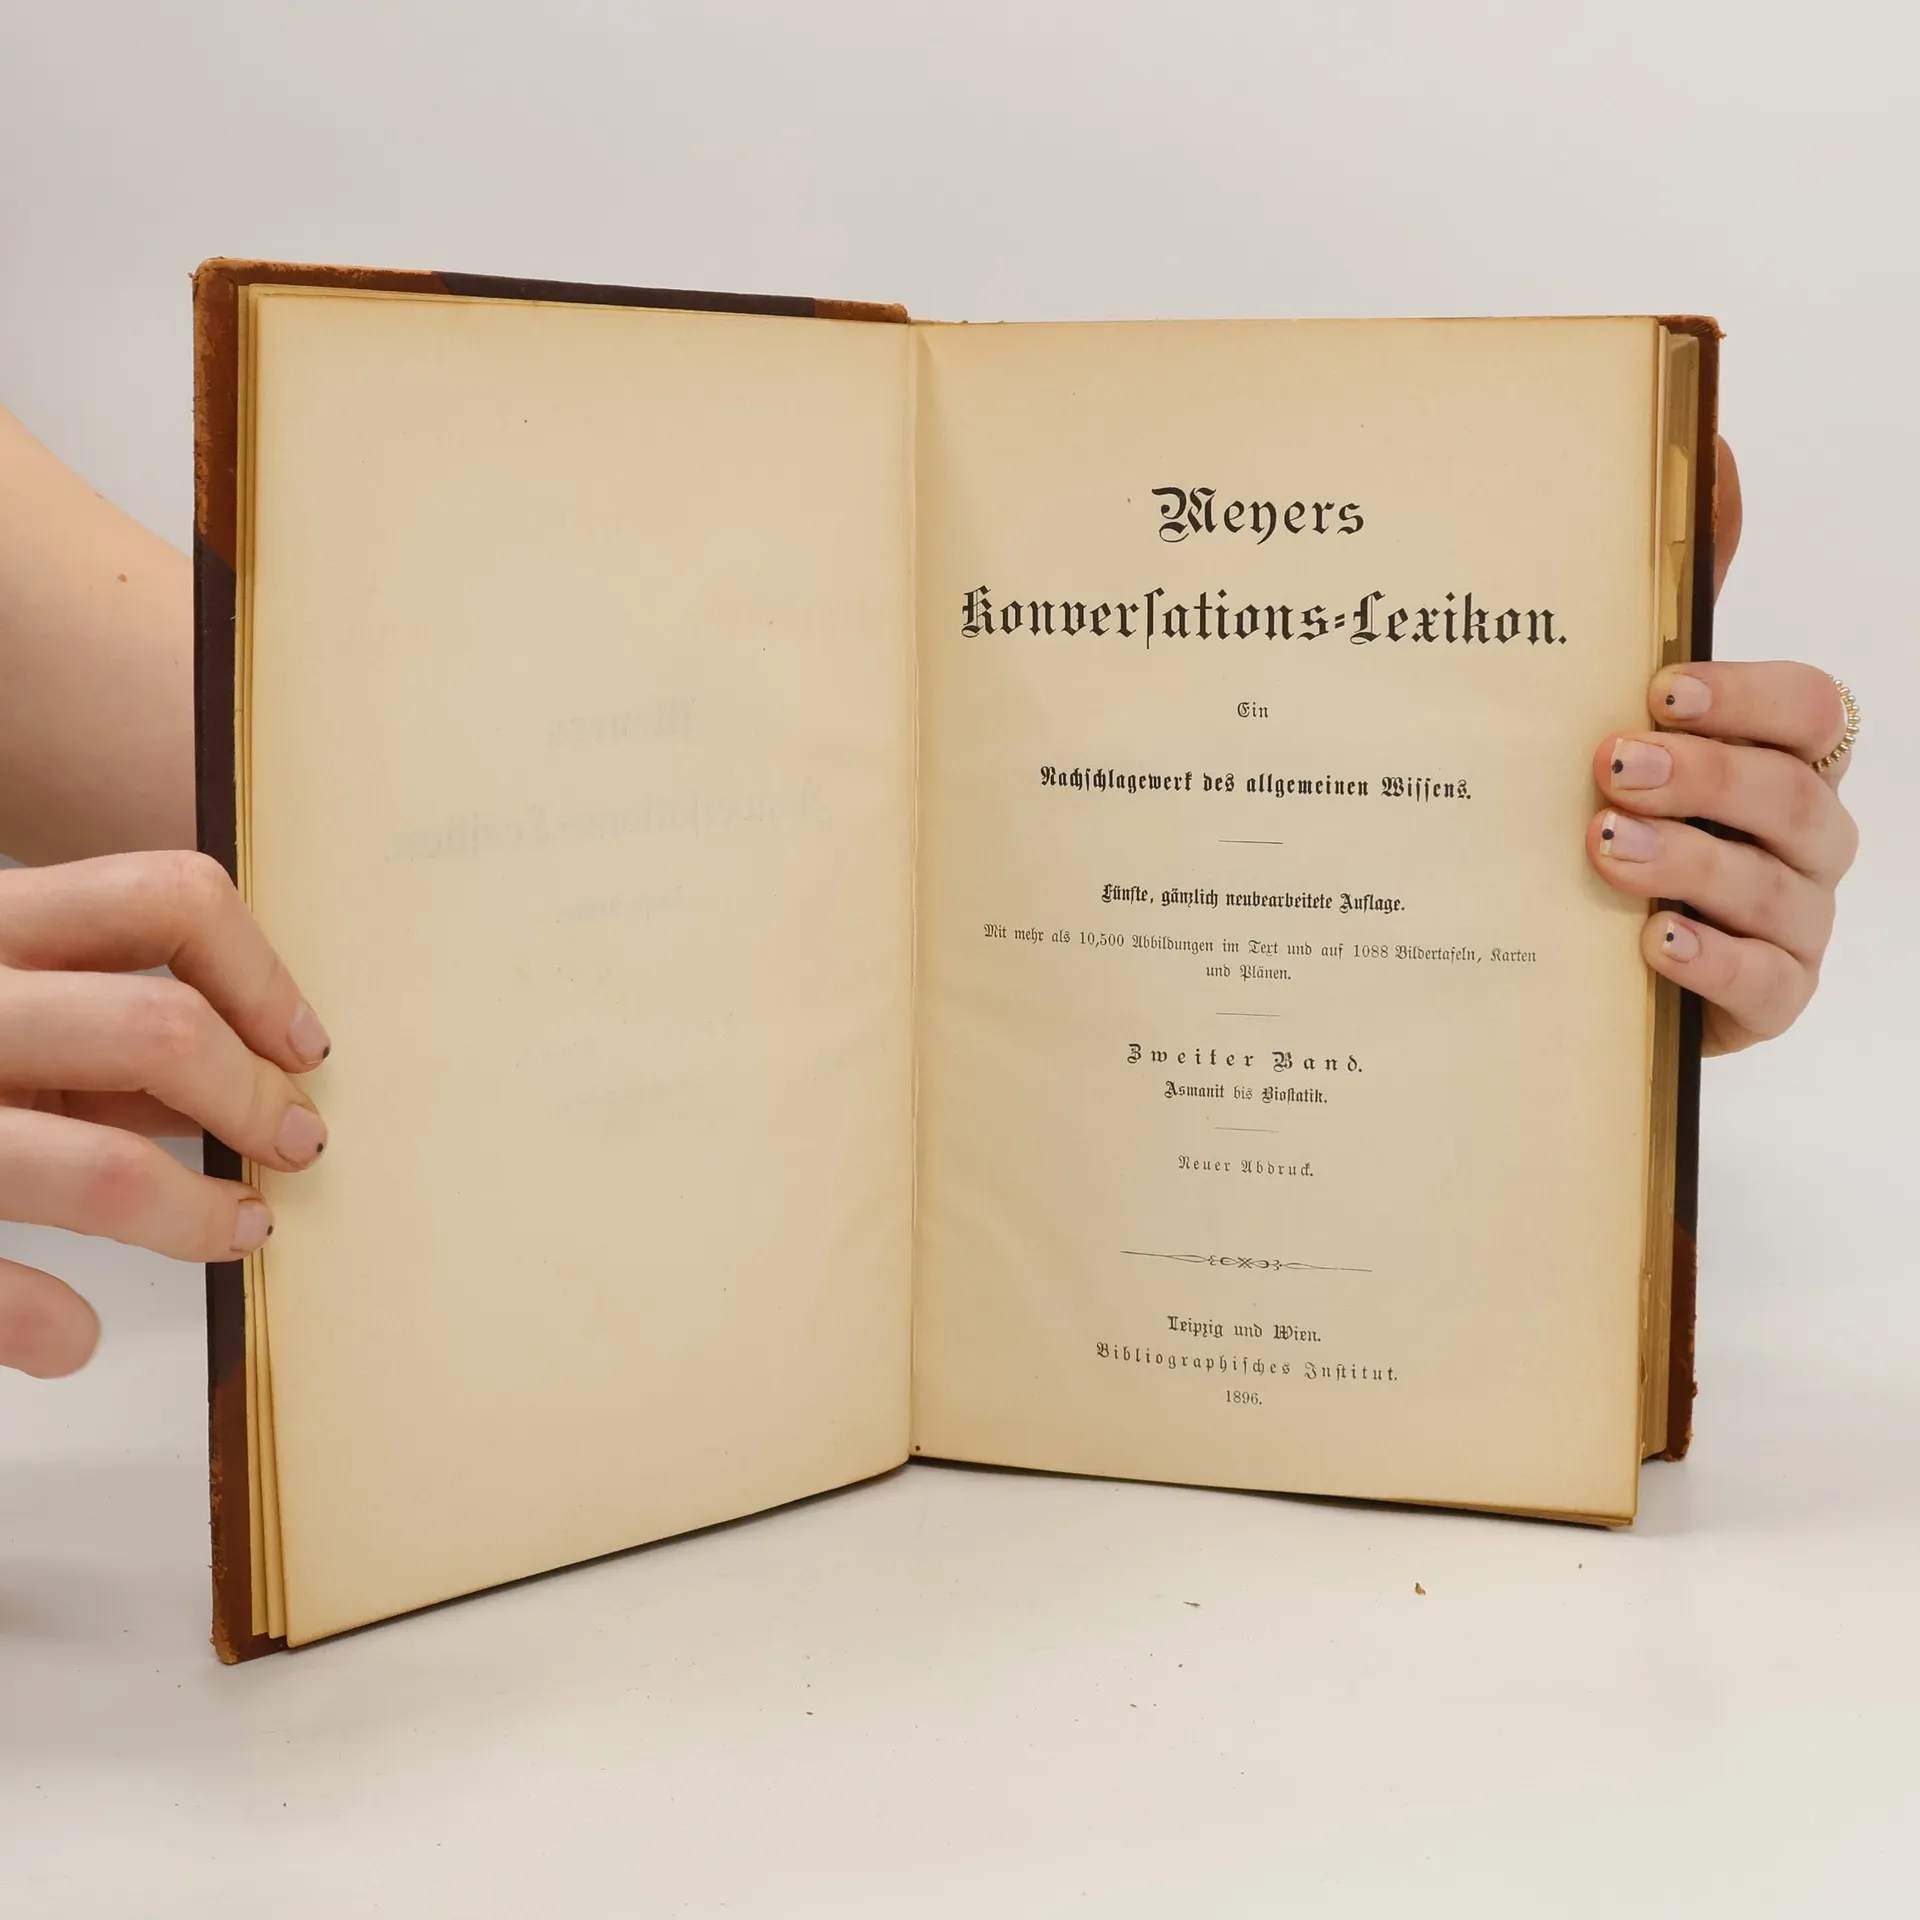 Meyers
Konverſations=Lexikon.
Ein
Nachſchlagewerk des allgemeinen Wiſſens.
Fünfte, gänzlich neubearbeitete Auflage.
Mit mehr als 10,500 Abbildungen im Text und auf 1088 Bildertafeln, Karten
und Plänen.
Zweiter Band.
Asmanit bis Bioſtatik.
Neuer Abdruck.
Leipzig und Wien.
Bibliographiſches Inſtitut.
1896.